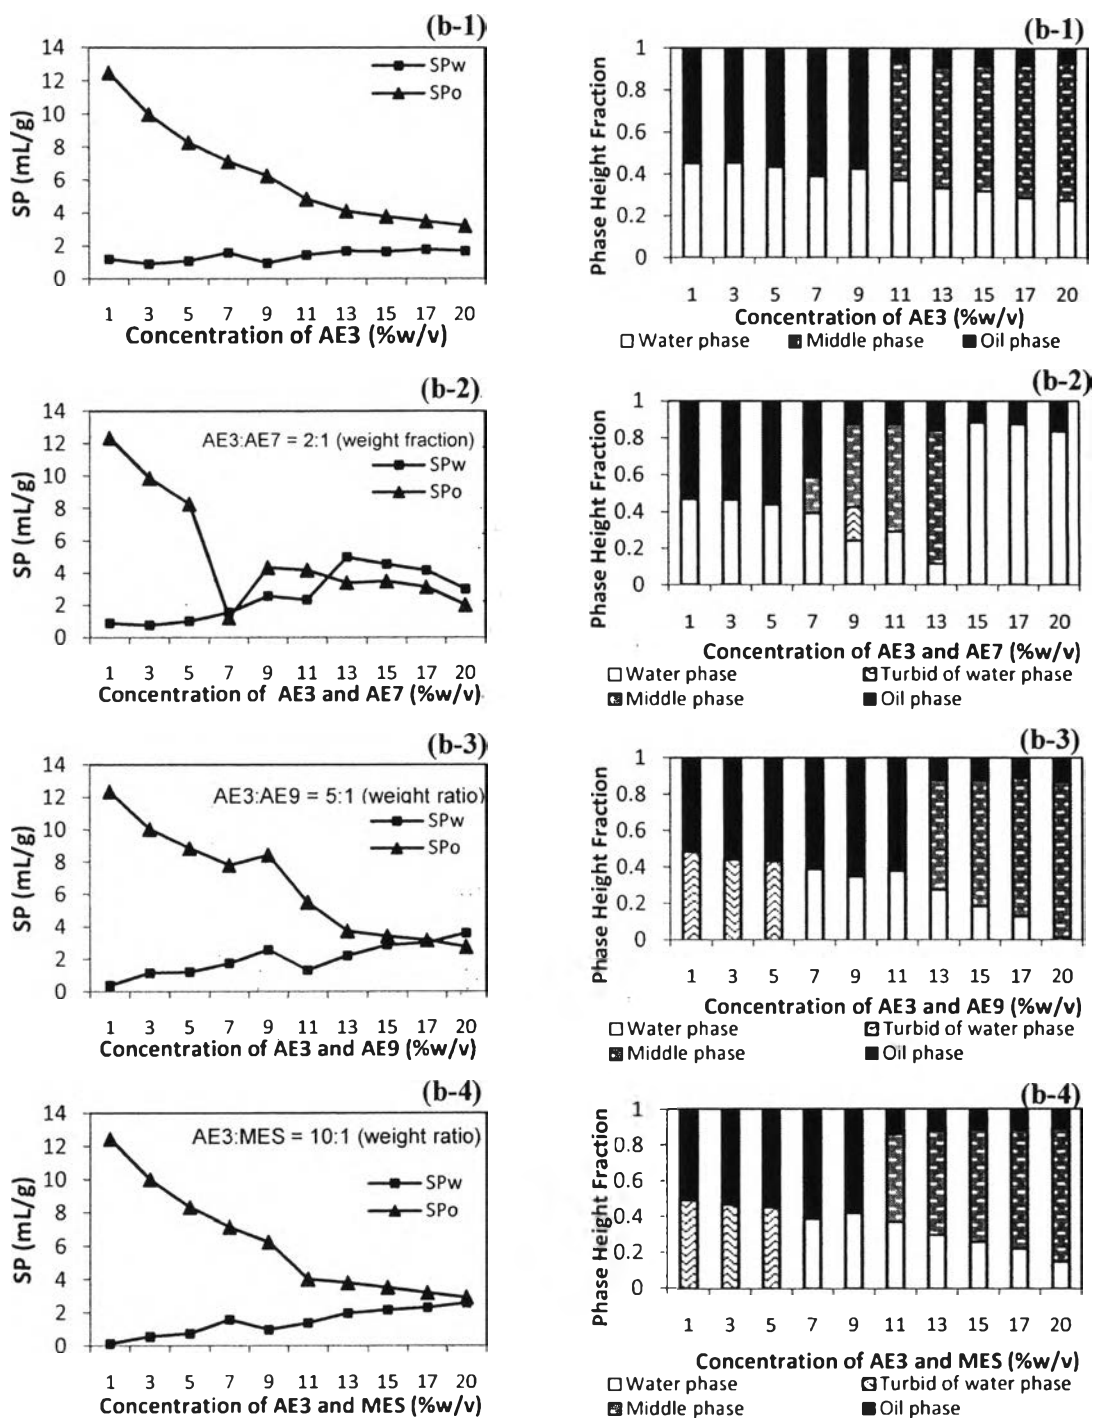 (b-1)
14
12
10
8
6
4
2
0
SP (mL/g)
SPw
SPo
1 3 5 7 9 11 13 15 17 20
Concentration of AE3 (%w/v)
(b-1)
1
0.8
0.6
0.4
0.2
0
Phase Height Fraction
1 3 5 7 9 11 13 15 17 20
Concentration of AE3 (%w/v)
Water phase Middle phase Oil phase
(b-2)
14
12
10
8
6
4
2
0
SP (mL/g)
AE3:AE7 = 2:1 (weight fraction)
SPw
SPo
1 3 5 7 9 11 13 15 17 20
Concentration of AE3 and AE7 (%w/v)
(b-2)
1
0.8
0.6
0.4
0.2
0
Phase Height Fraction
1 3 5 7 9 11 13 15 17 20
Concentration of AE3 and AE7 (%w/v)
Water phase Turbid of water phase
Middle phase Oil phase
(b-3)
14
12
10
8
6
4
2
0
SP (mL/g)
AE3:AE9 = 5:1 (weight ratio)
SPw
SPo
1 3 5 7 9 11 13 15 17 20
Concentration of AE3 and AE9 (%w/v)
(b-3)
1
0.8
0.6
0.4
0.2
0
Phase Height Fraction
1 3 5 7 9 11 13 15 17 20
Concentration of AE3 and AE9 (%w/v)
Water phase Turbid of water phase
Middle phase Oil phase
(b-4)
14
12
10
8
6
4
2
0
SP (mL/g)
AE3:MES = 10:1 (weight ratio)
SPw
SPo
1 3 5 7 9 11 13 15 17 20
Concentration of AE3 and MES (%w/v)
(b-4)
1
0.8
0.6
0.4
0.2
0
Phase Height Fraction
1 3 5 7 9 11 13 15 17 20
Concentration of AE3 and MES (%w/v)
Water phase Turbid of water phase
Middle phase Oil phase